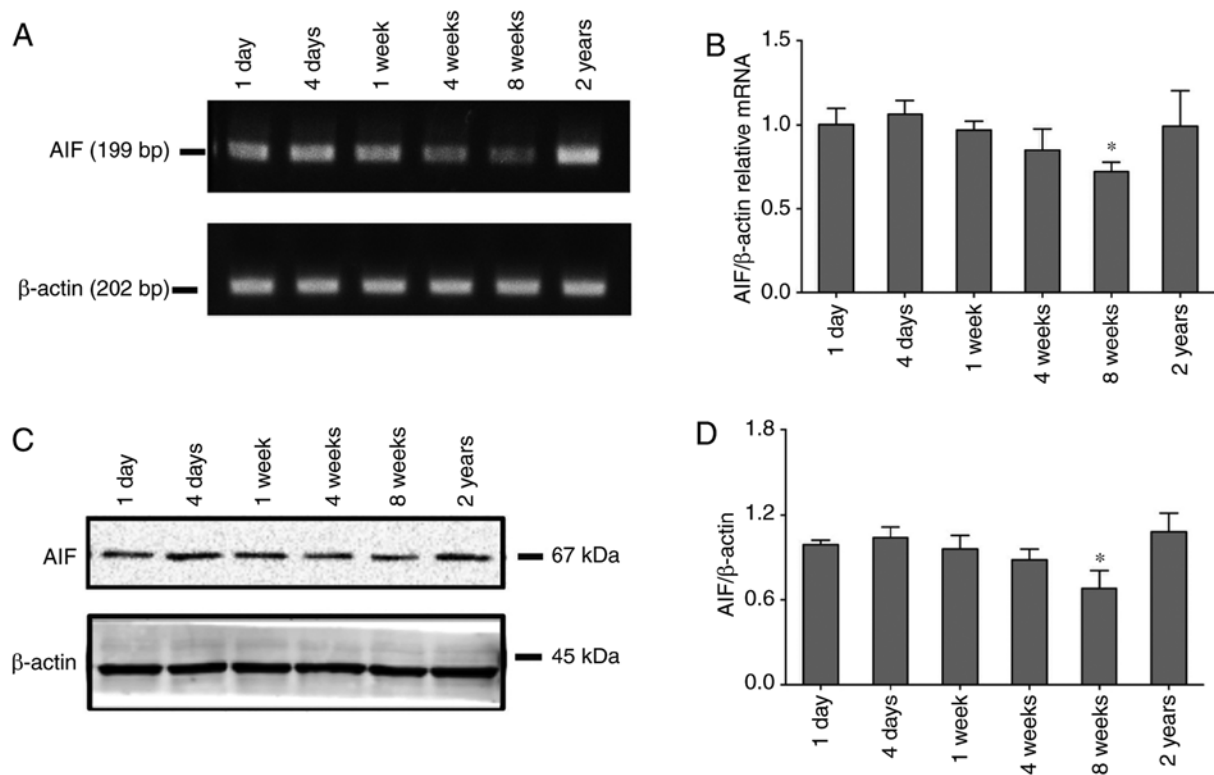 A
1 day
4 days
1 week
4 weeks
8 weeks
2 years
AIF (199 bp)
β-actin (202 bp)
B
AIF/β-actin relative mRNA
1.5
1.0
0.5
0.0
*
1 day
4 days
1 week
4 weeks
8 weeks
2 years
C
1 day
4 days
1 week
4 weeks
8 weeks
2 years
AIF
67 kDa
β-actin
45 kDa
D
AIF/β-actin
1.8
1.2
0.6
0.0
*
1 day
4 days
1 week
4 weeks
8 weeks
2 years